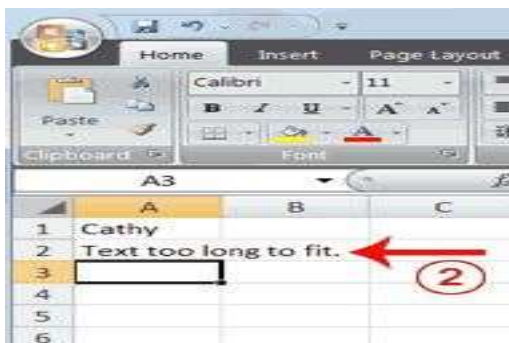 Home Insert Page Layout
Calibri 11
Paste B I U A A
A
Clipboard Font
A3
A B C
1 Cathy
2 Text too long to fit.
2
3
4
5
6